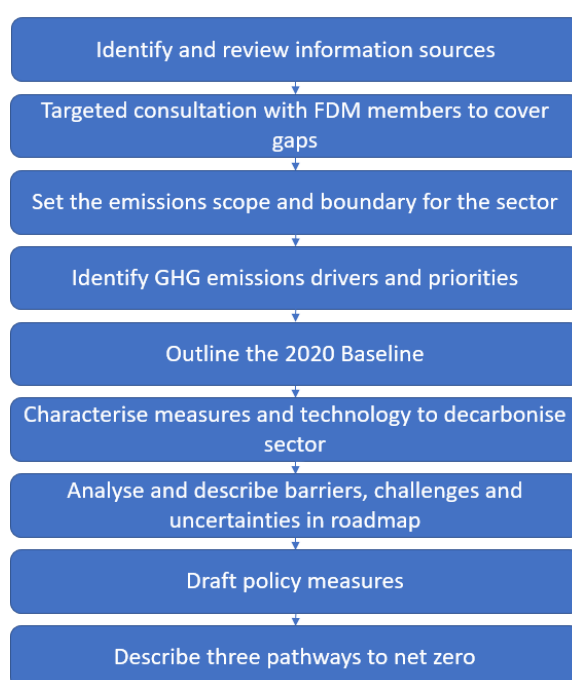 Identify and review information sources
Targeted consultation with FDM members to cover
gaps
Set the emissions scope and boundary for the sector
Identify GHG emissions drivers and priorities
Outline the 2020 Baseline
Characterise measures and technology to decarbonise
sector
Analyse and describe barriers, challenges and
uncertainties in roadmap
Draft policy measures
Describe three pathways to net zero